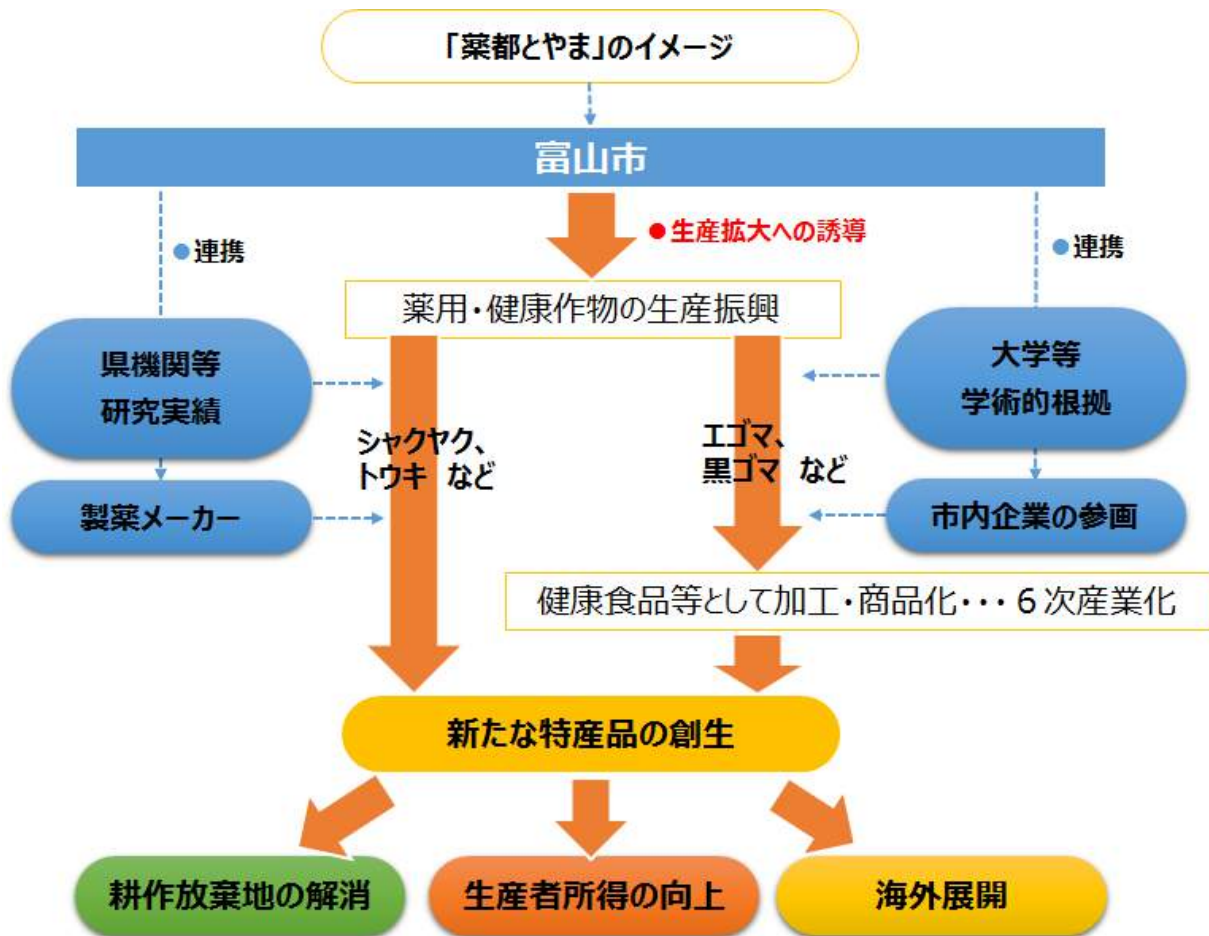 「薬都とやま」のイメージ
富山市
●生産拡大への誘導
●連携
●連携
薬用・健康作物の生産振興
県機関等
研究実績
大学等
学術的根拠
シャクヤク、
トウキ など
エゴマ、
黒ゴマ など
製薬メーカー
市内企業の参画
健康食品等として加工・商品化・・・６次産業化
新たな特産品の創生
耕作放棄地の解消
生産者所得の向上
海外展開